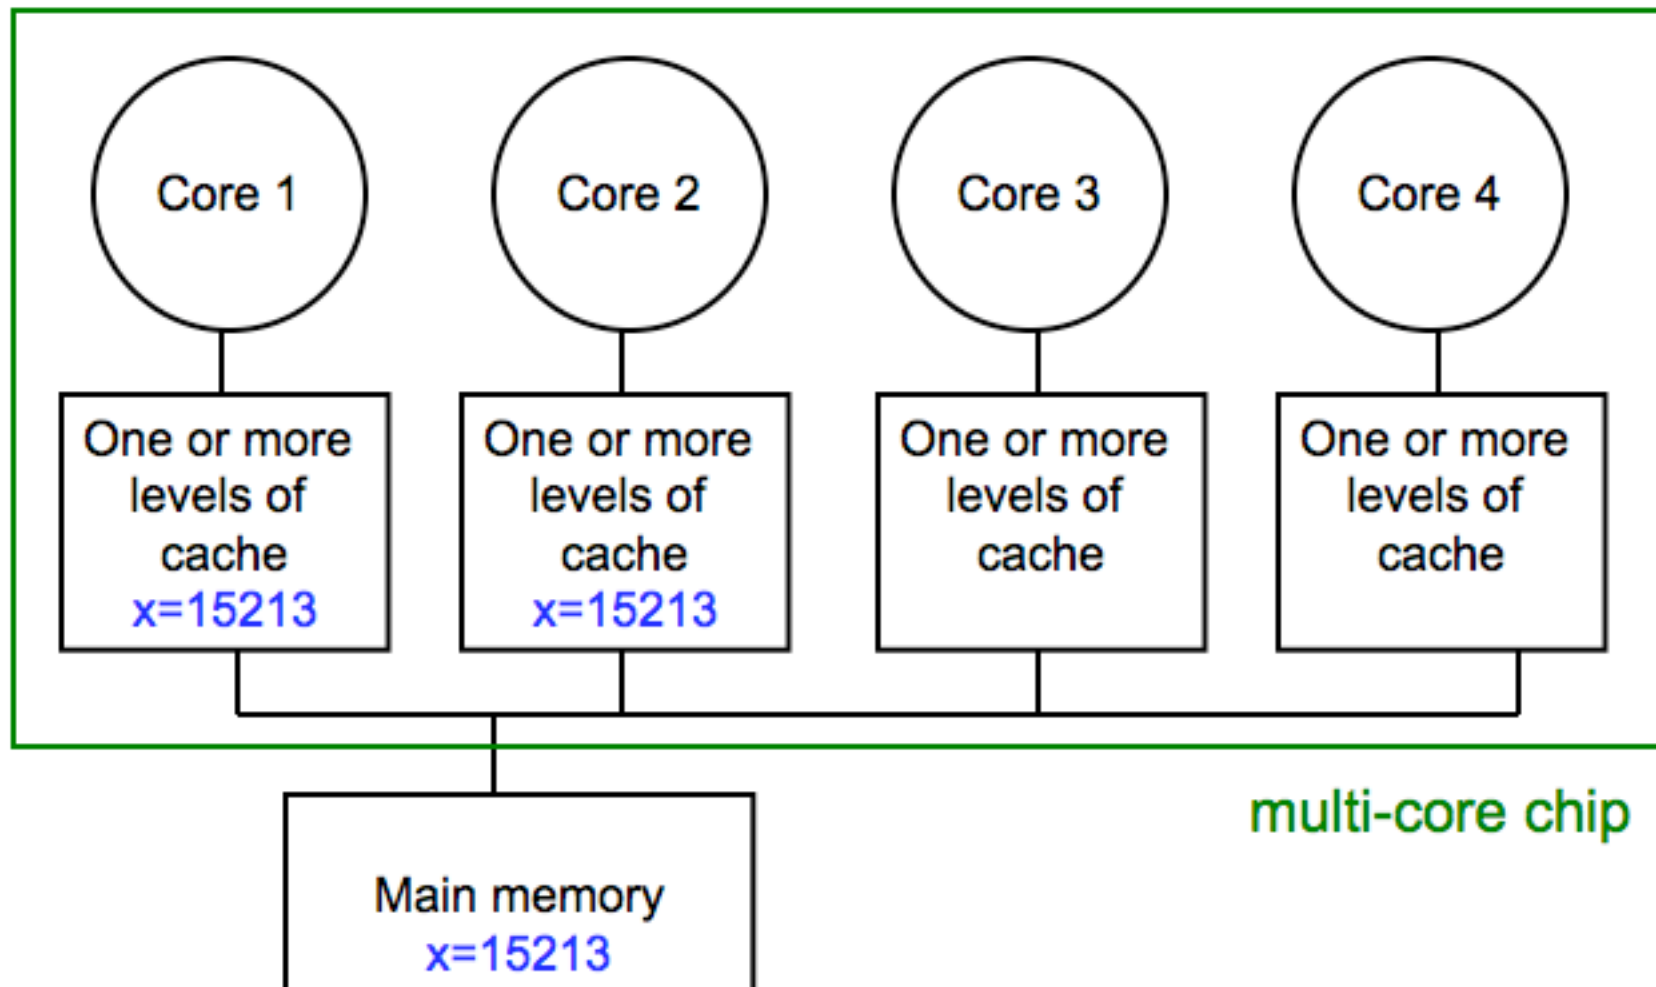 Core 1
Core 2
Core 3
Core 4
One or more
levels of
cache
x=15213
One or more
levels of
cache
x=15213
One or more
levels of
cache
One or more
levels of
cache
multi-core chip
Main memory
x=15213